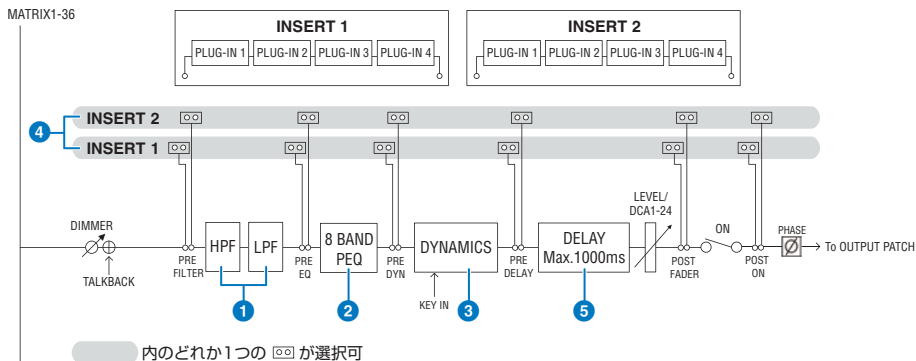 MATRIX1-36
INSERT 1
PLUG-IN 1 PLUG-IN 2 PLUG-IN 3 PLUG-IN 4
INSERT 2
PLUG-IN 1 PLUG-IN 2 PLUG-IN 3 PLUG-IN 4
4
INSERT 2
INSERT 1
DIMMER
TALKBACK
PRE
FILTER
HPF
LPF
1
PRE
EQ
8 BAND
PEQ
2
PRE
DYN
DYNAMICS
KEY IN
3
PRE
DELAY
DELAY
Max.1000ms
5
LEVEL/
DCA1-24
POST
FADER
ON
POST
ON
PHASE
To OUTPUT PATCH
内のどれか1つの が選択可